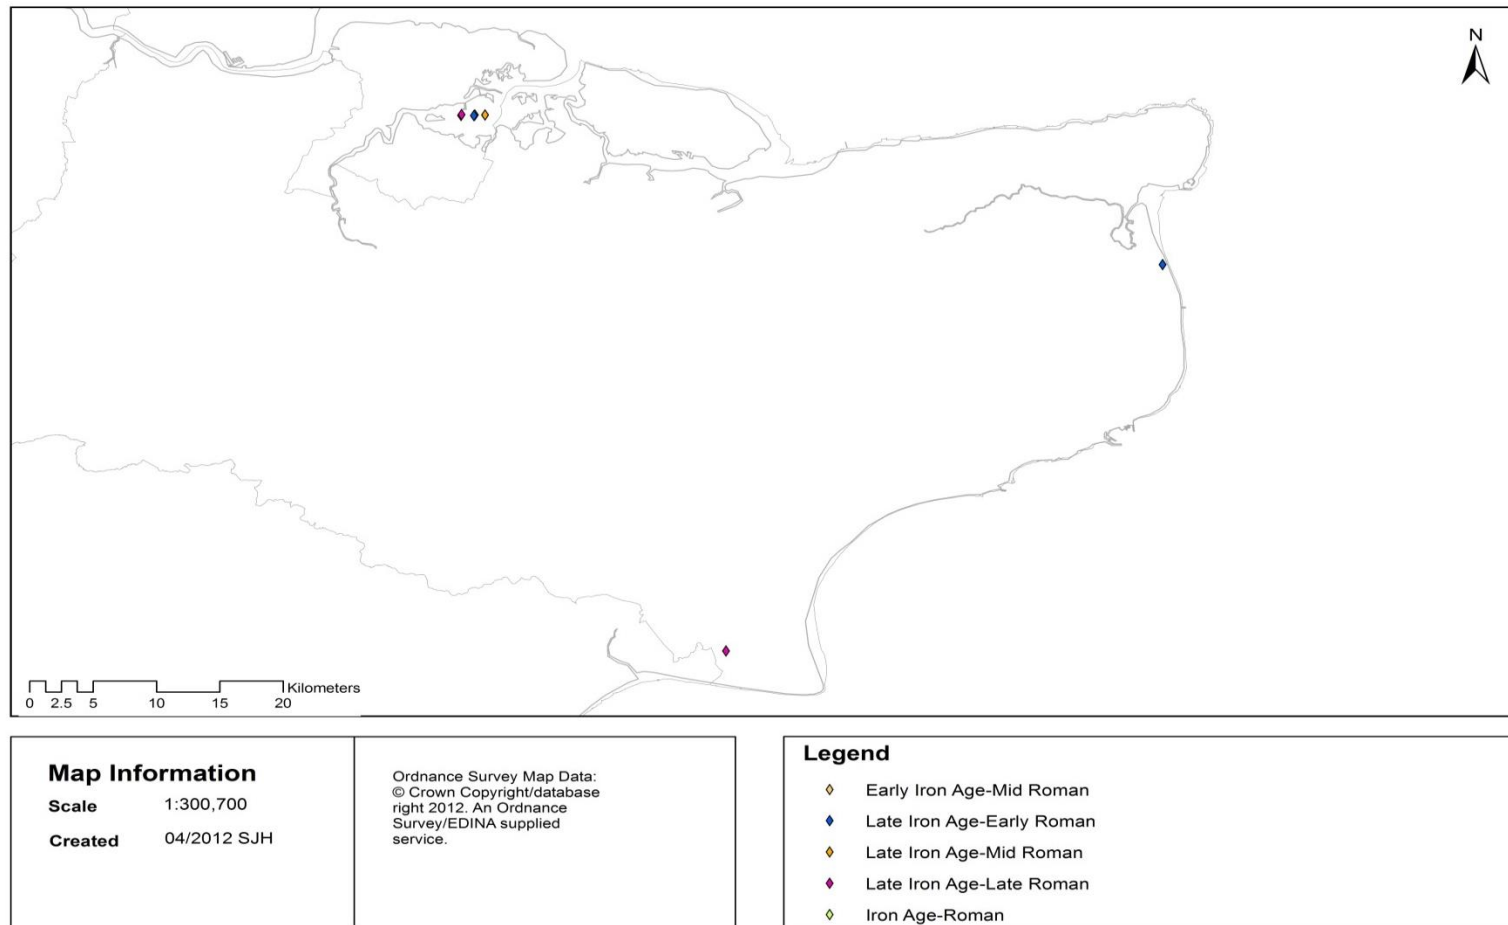 N
Kilometers
0 2.5 5 10 15 20
Map Information
Scale 1:300,700
Created 04/2012 SJH
Ordnance Survey Map Data:
© Crown Copyright/database
right 2012. An Ordnance
Survey/EDINA supplied
service.
Legend
Early Iron Age-Mid Roman
Late Iron Age-Early Roman
Late Iron Age-Mid Roman
Late Iron Age-Late Roman
Iron Age-Roman